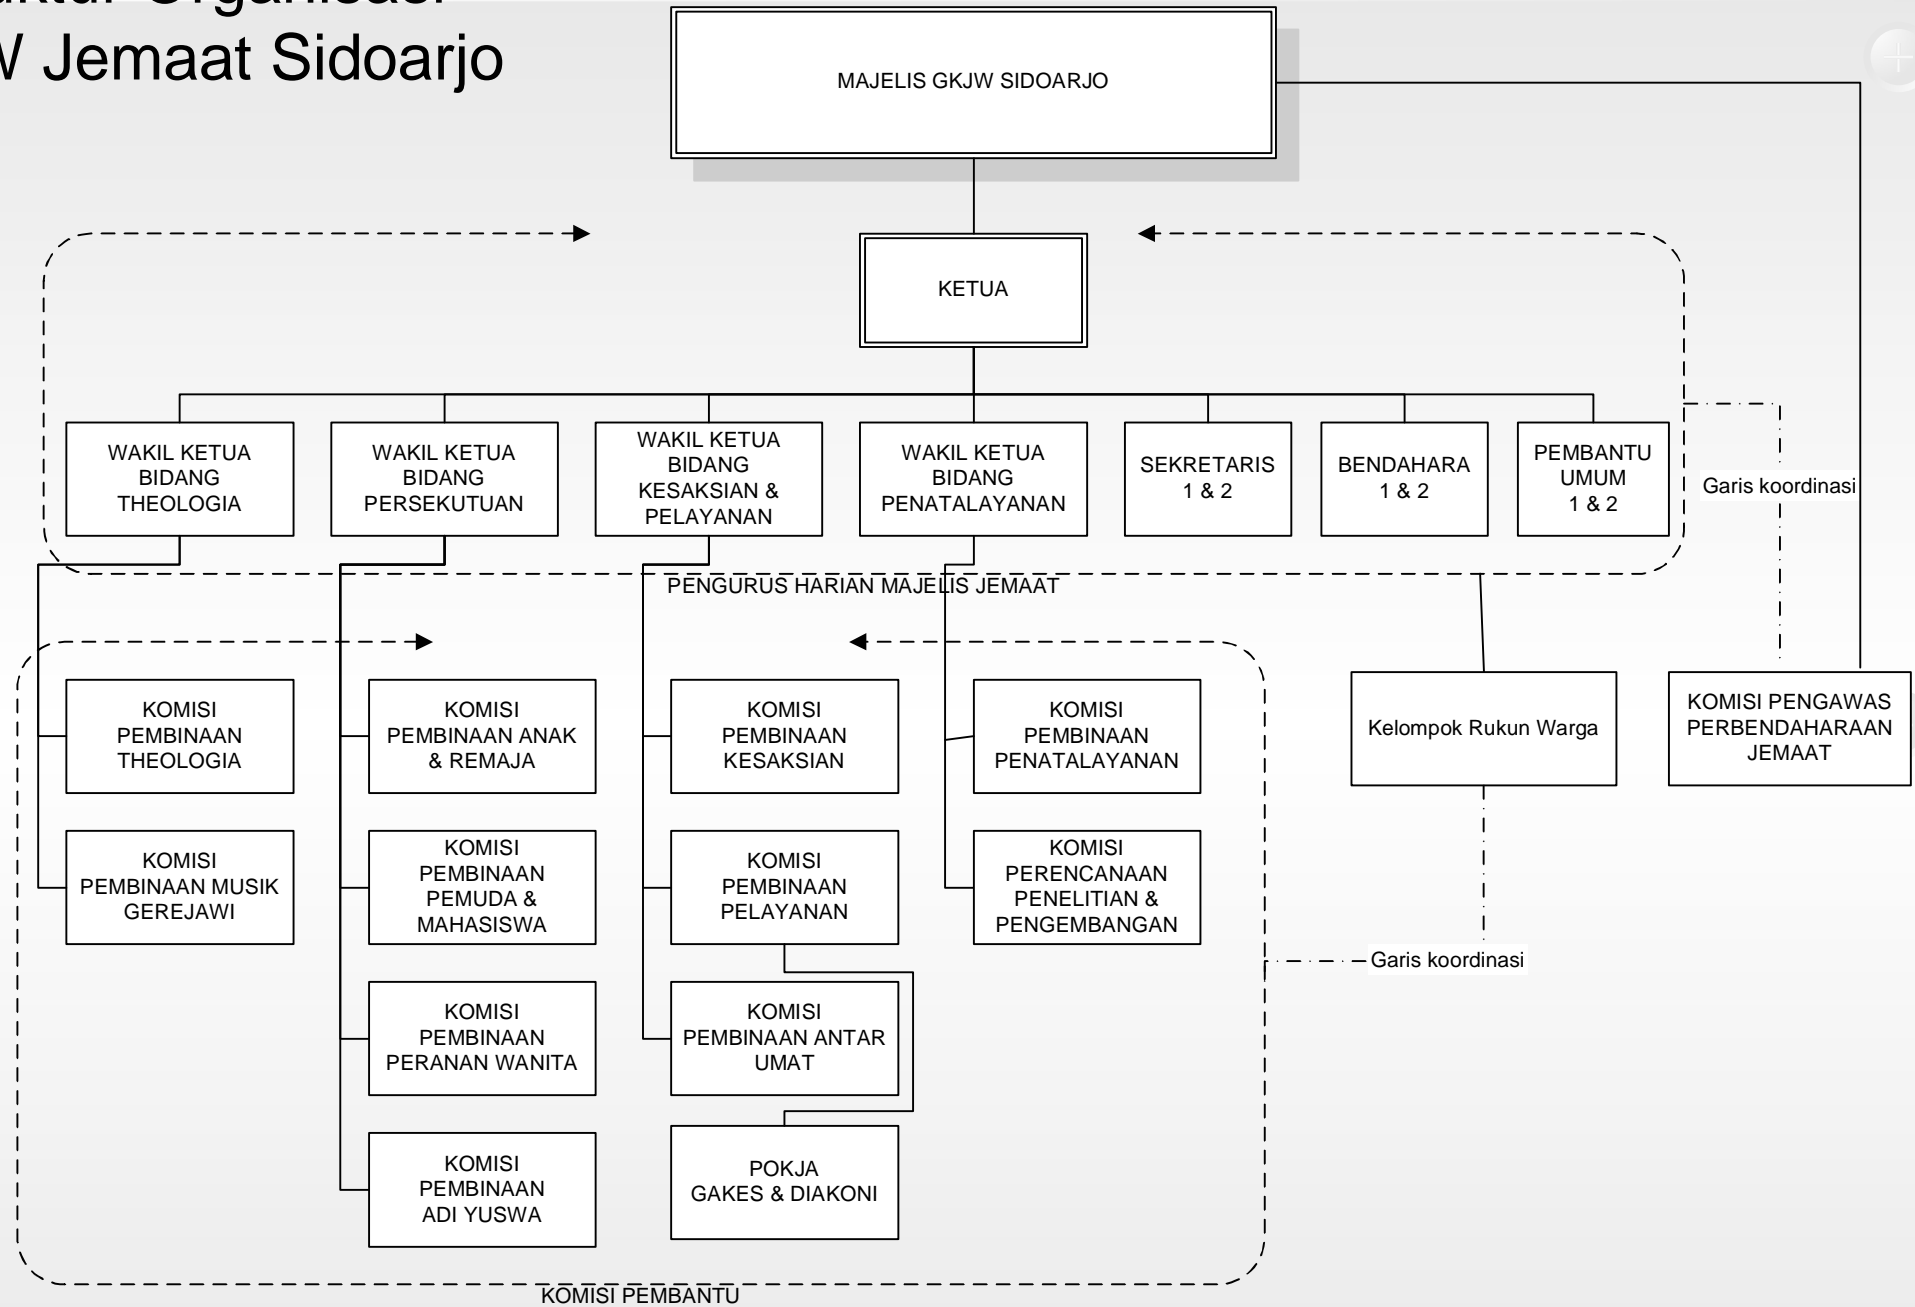 Organisasi
Jemaat Sidoarjo
MAJELIS GKJW SIDOARJO
KETUA
WAKIL KETUA
BIDANG
THEOLOGIA
WAKIL KETUA
BIDANG
PERSEKUTUAN
WAKIL KETUA
BIDANG
KESAKSIAN &
PELAYANAN
WAKIL KETUA
BIDANG
PENATALAYANAN
SEKRETARIS
1 & 2
BENDAHARA
1 & 2
PEMBANTU
UMUM
1 & 2
Garis koordinasi
PENGURUS HARIAN MAJELIS JEMAAT
KOMISI
PEMBINAAN
THEOLOGIA
KOMISI
PEMBINAAN ANAK
& REMAJA
KOMISI
PEMBINAAN
KESAKSIAN
KOMISI
PEMBINAAN
PENATALAYANAN
Kelompok Rukun Warga
KOMISI PENGAWAS
PERBENDAHARAAN
JEMAAT
KOMISI
PEMBINAAN MUSIK
GEREJAWI
KOMISI
PEMBINAAN
PEMUDA &
MAHASISWA
KOMISI
PEMBINAAN
PELAYANAN
KOMISI
PERENCANAAN
PENELITIAN &
PENGEMBANGAN
Garis koordinasi
KOMISI
PEMBINAAN
PERANAN WANITA
KOMISI
PEMBINAAN ANTAR
UMAT
KOMISI
PEMBINAAN
ADI YUSWA
POKJA
GAKES & DIAKONI
KOMISI PEMBANTU